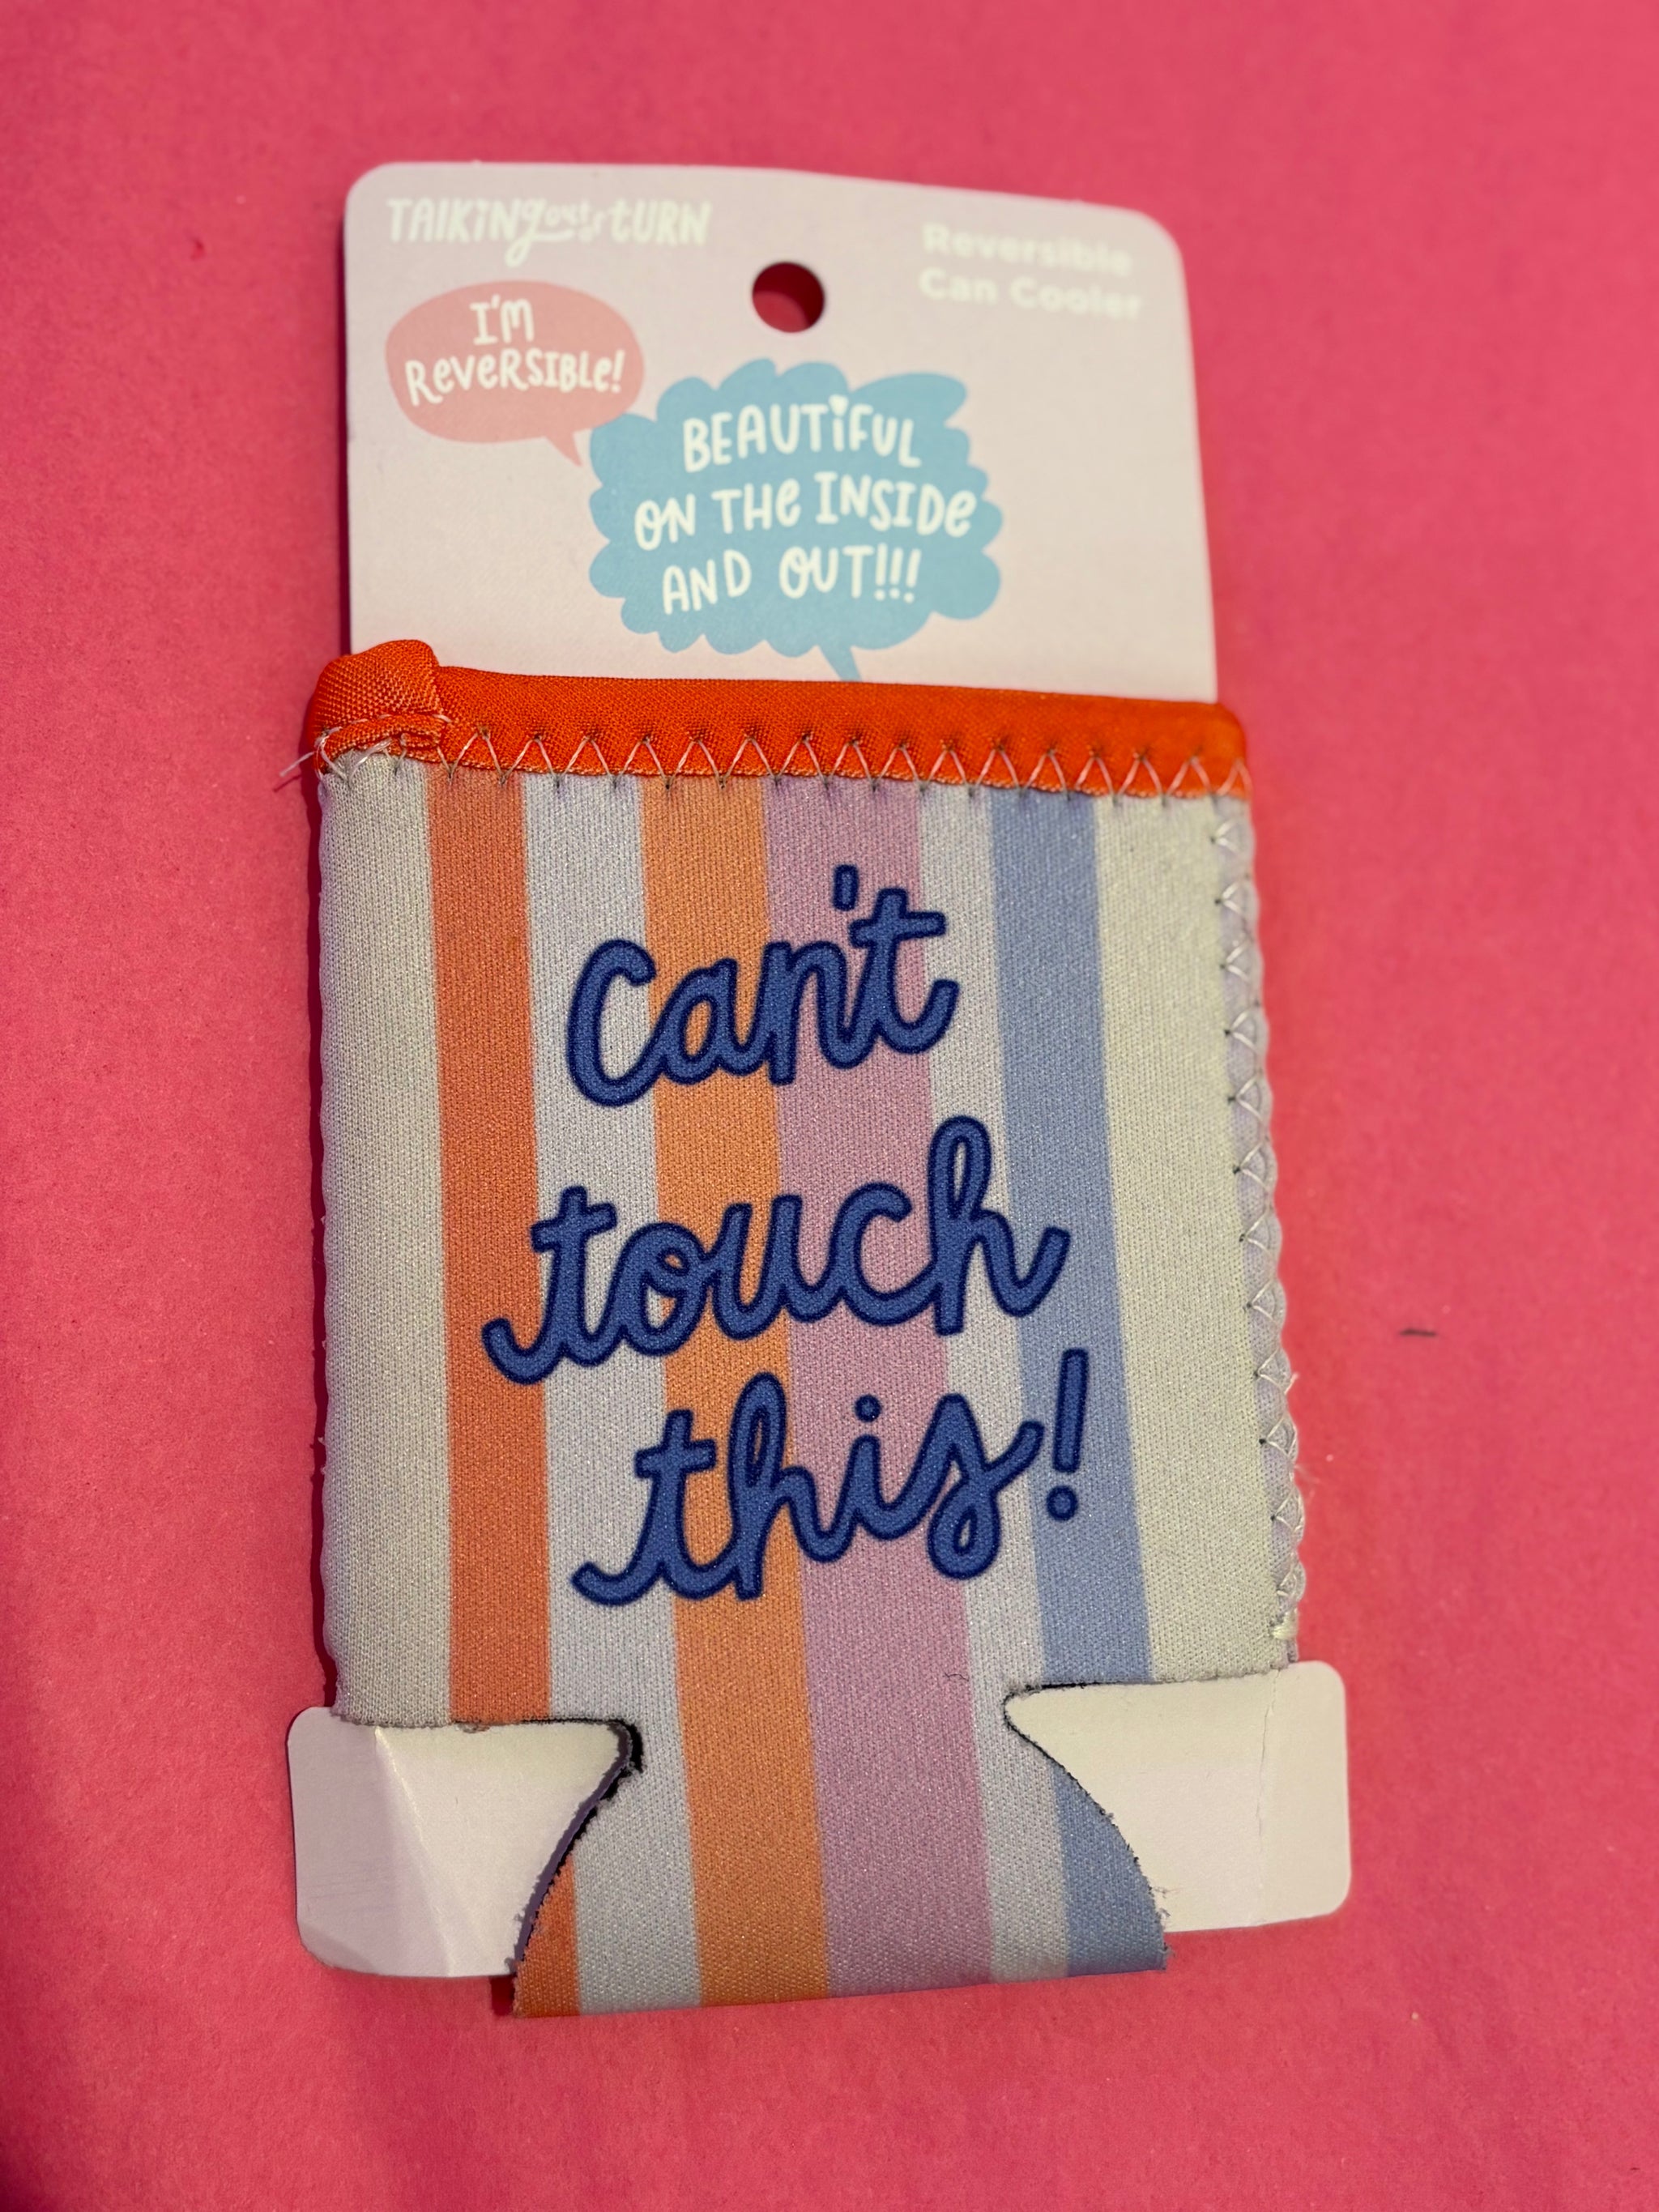 TALKING out of tURN
Reversible
Can Cooler
I'M
ReveRSIBLe!
BEAUTiFUL
ON THe INSIDe
AND OUT!!!
can't
touch
this!